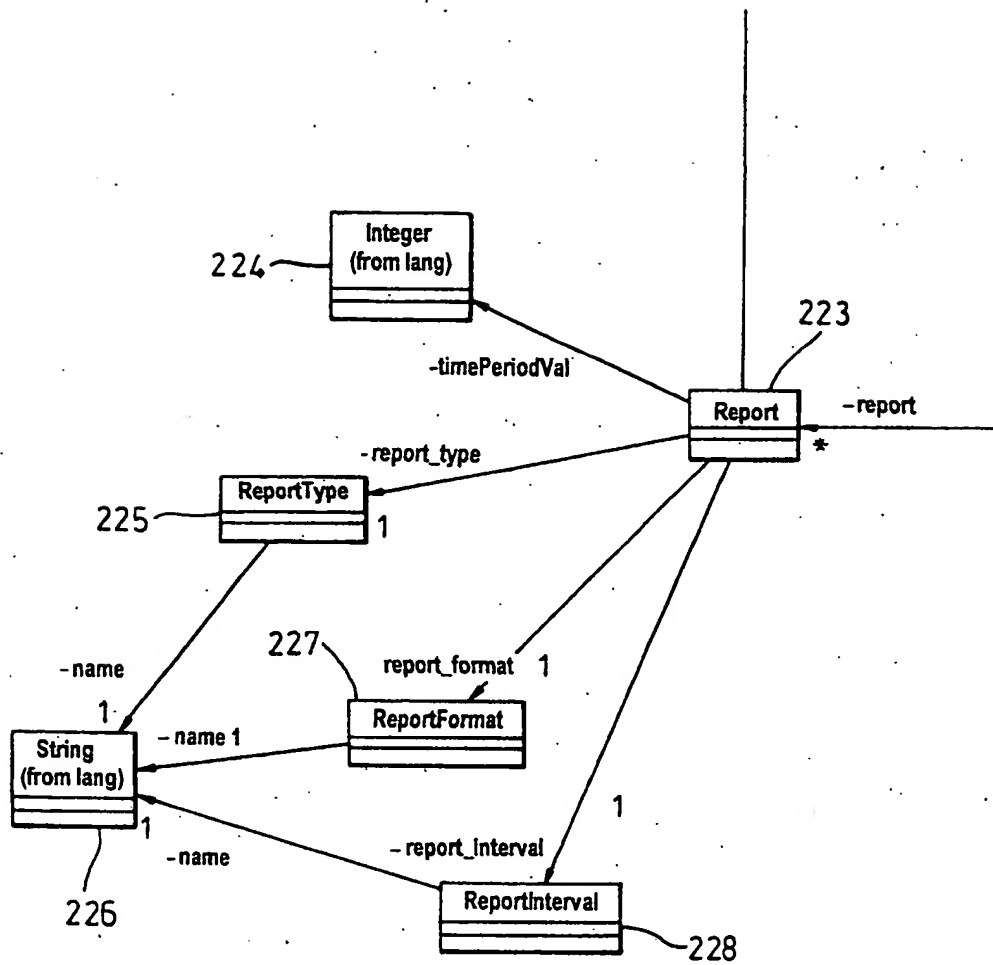 Integer
(from lang)
224
223
-timePeriodVal
Report
-report
*
-report_type
ReportType
225
1
227
report_format
1
-name
ReportFormat
1
-name 1
String
(from lang)
1
1
-report_interval
-name
ReportInterval
226
228